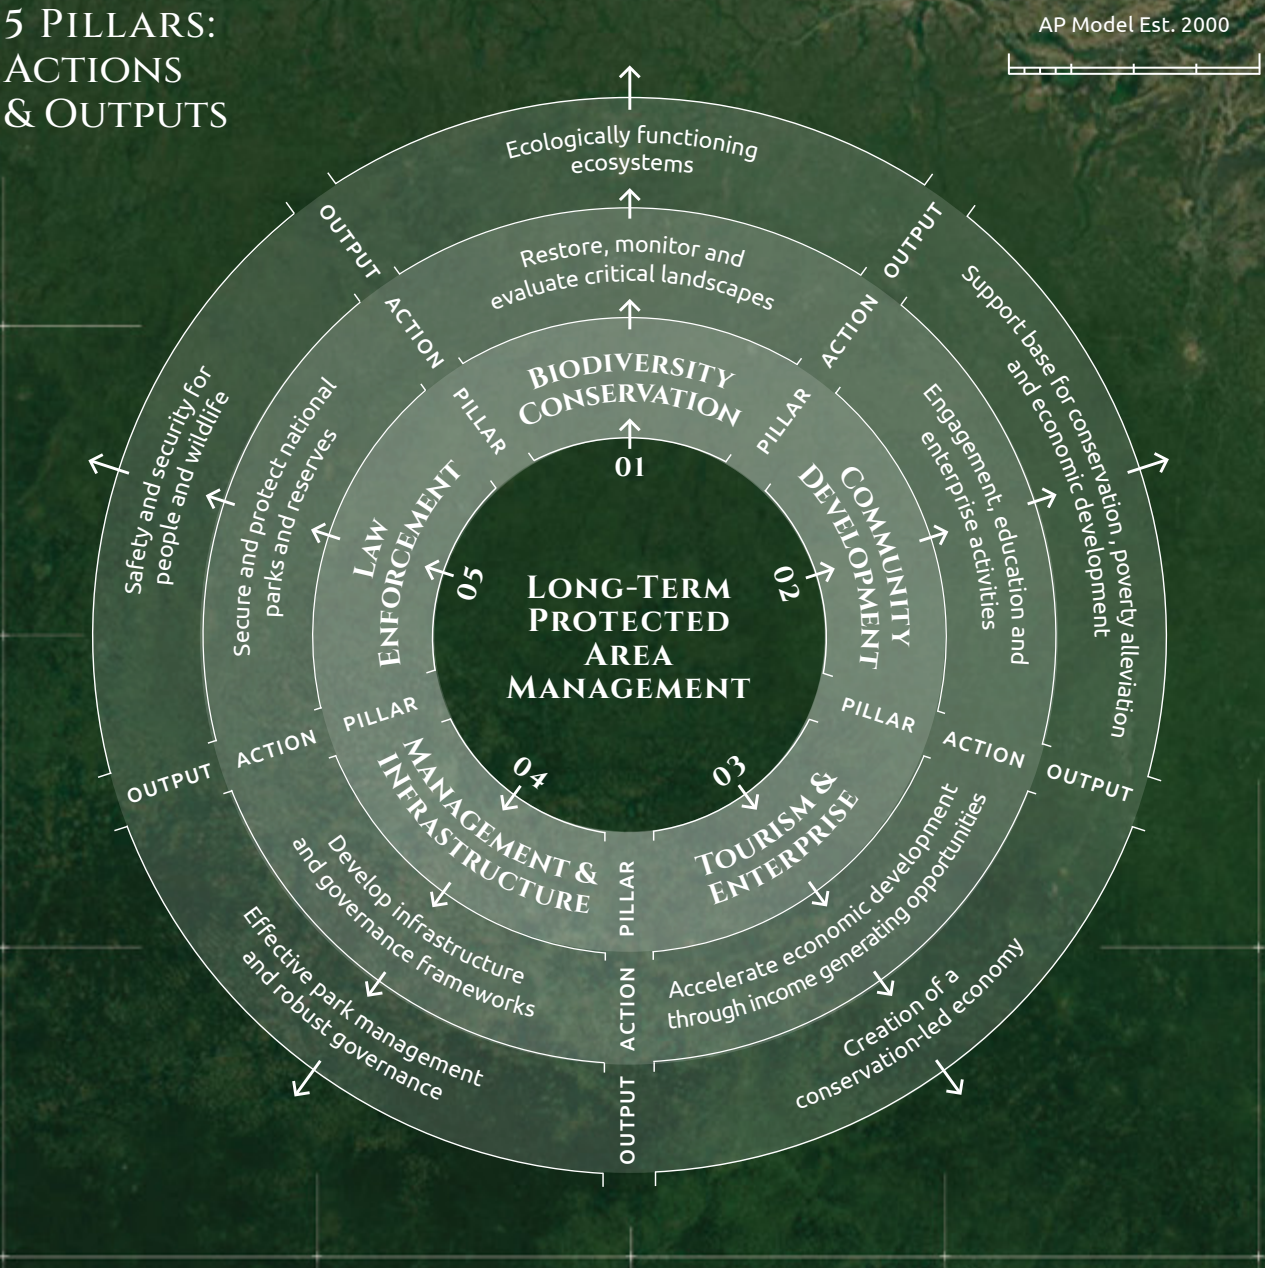 5 Pillars:
Actions
& Outputs
AP Model Est. 2000
Long-Term
Protected
Area
Management
01
Biodiversity
Conservation
Restore, monitor and
evaluate critical landscapes
Ecologically functioning
ecosystems
02
Community
Development
Engagement, education and
enterprise activities
Support base for conservation , poverty alleviation
and economic development
03
Tourism &
Enterprise
Accelerate economic development
through income generating opportunities
Creation of a
conservation-led economy
04
Management &
Infrastructure
Develop infrastructure
and governance frameworks
Effective park management
and robust governance
05
Law
Enforcement
Secure and protect national
parks and reserves
Safety and security for
people and wildlife
PILLAR
ACTION
OUTPUT
PILLAR
ACTION
OUTPUT
PILLAR
ACTION
OUTPUT
PILLAR
ACTION
OUTPUT
PILLAR
ACTION
OUTPUT